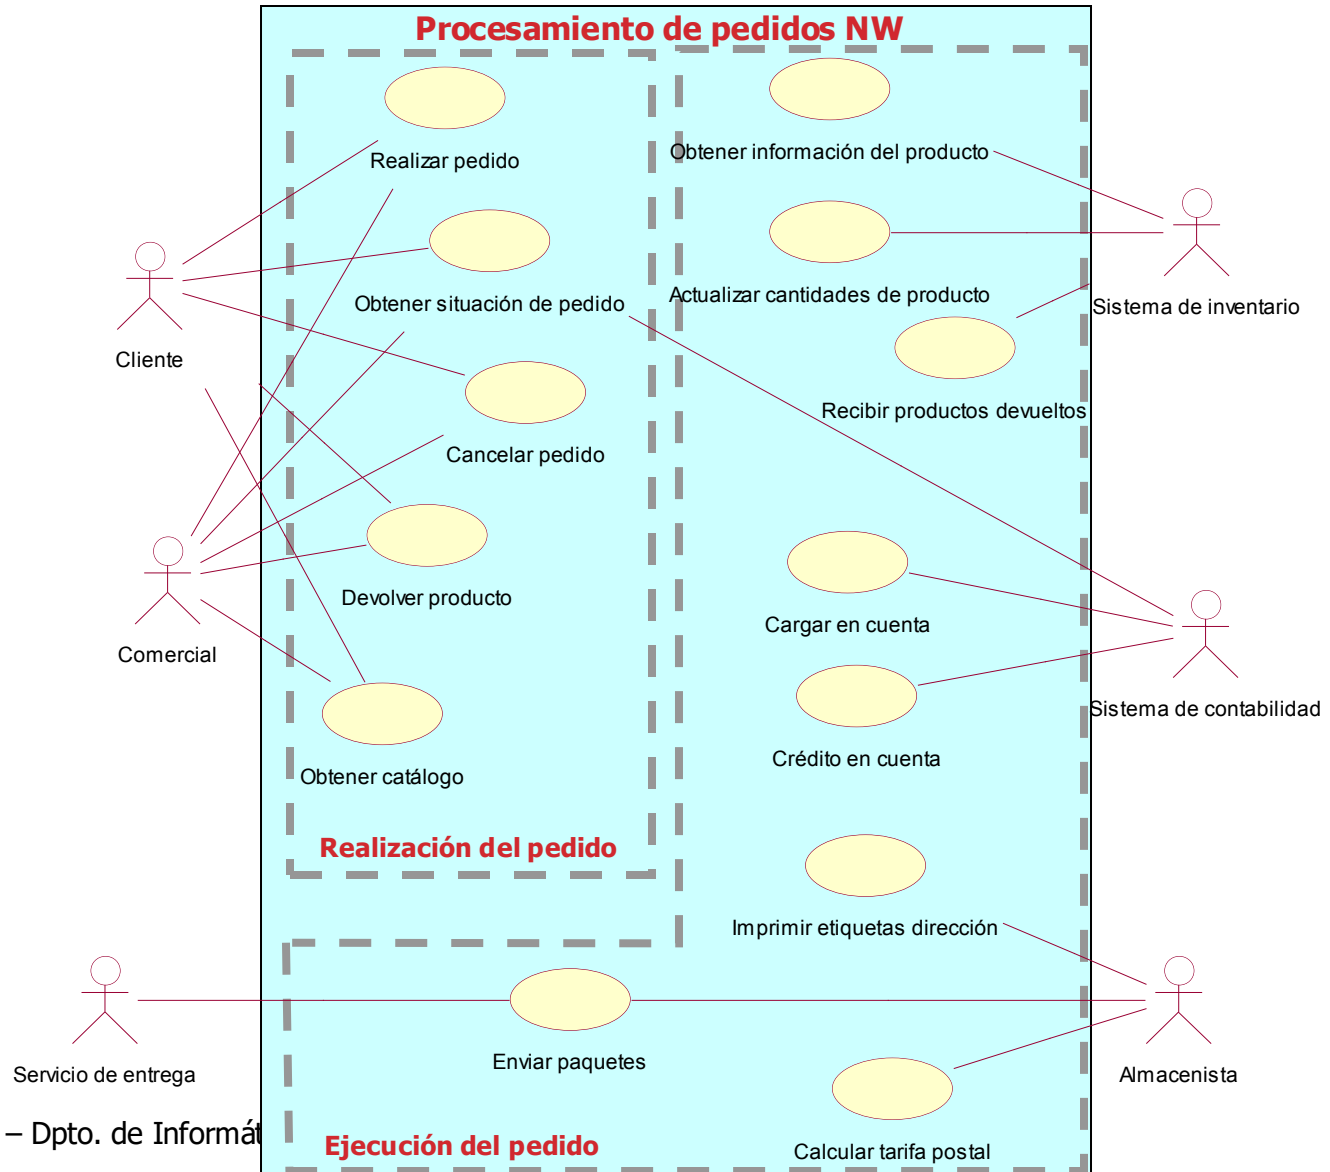 Procesamiento de pedidos NW
Realizar pedido
Obtener información del producto
Obtener situación de pedido
Actualizar cantidades de producto
Sistema de inventario
Cliente
Recibir productos devueltos
Cancelar pedido
Devolver producto
Cargar en cuenta
Comercial
Sistema de contabilidad
Crédito en cuenta
Obtener catálogo
Realización del pedido
Imprimir etiquetas dirección
Enviar paquetes
Servicio de entrega
Almacenista
– Dpto. de Informát
Ejecución del pedido
Calcular tarifa postal